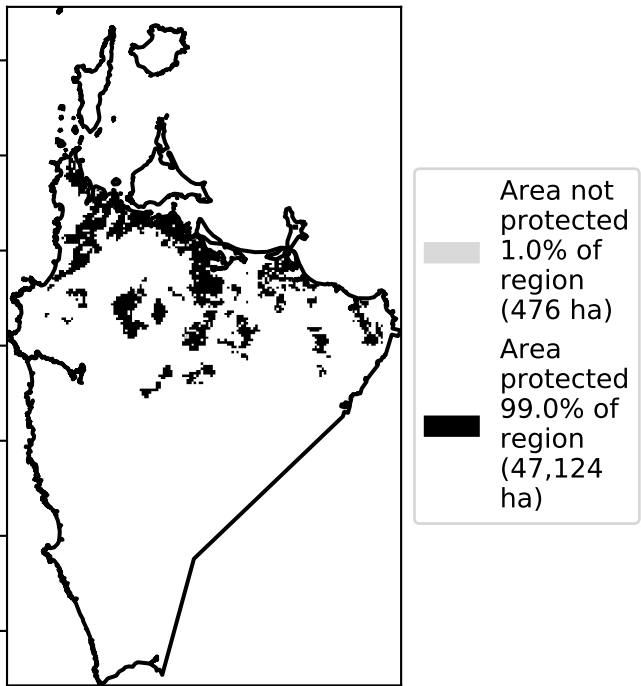 Area not
protected
1.0% of
region
(476 ha)
Area
protected
99.0% of
region
(47,124
ha)